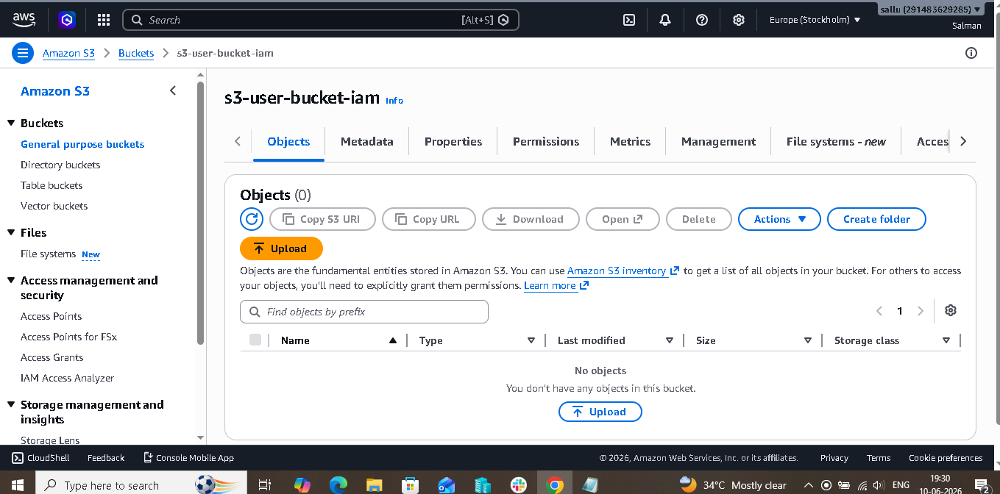 aws
Search [Alt+S]
Europe (Stockholm) ▼
sallu (291483629285) ▼
Salman
Amazon S3 > Buckets > s3-user-bucket-iam
Amazon S3
Buckets
General purpose buckets
Directory buckets
Table buckets
Vector buckets
Files
File systems New
Access management and
security
Access Points
Access Points for FSx
Access Grants
IAM Access Analyzer
Storage management and
insights
Storage Lens
s3-user-bucket-iam Info
Objects Metadata Properties Permissions Metrics Management File systems - new Acces
Objects (0)
Copy S3 URI Copy URL Download Open Delete Actions ▼ Create folder
Upload
Objects are the fundamental entities stored in Amazon S3. You can use Amazon S3 inventory to get a list of all objects in your bucket. For others to access
your objects, you'll need to explicitly grant them permissions. Learn more
Find objects by prefix
1
Name Type Last modified Size Storage class
No objects
You don't have any objects in this bucket.
Upload
CloudShell Feedback Console Mobile App © 2026, Amazon Web Services, Inc. or its affiliates. Privacy Terms Cookie preferences
Type here to search
34°C Mostly clear
ENG
19:30
10-06-2026
2